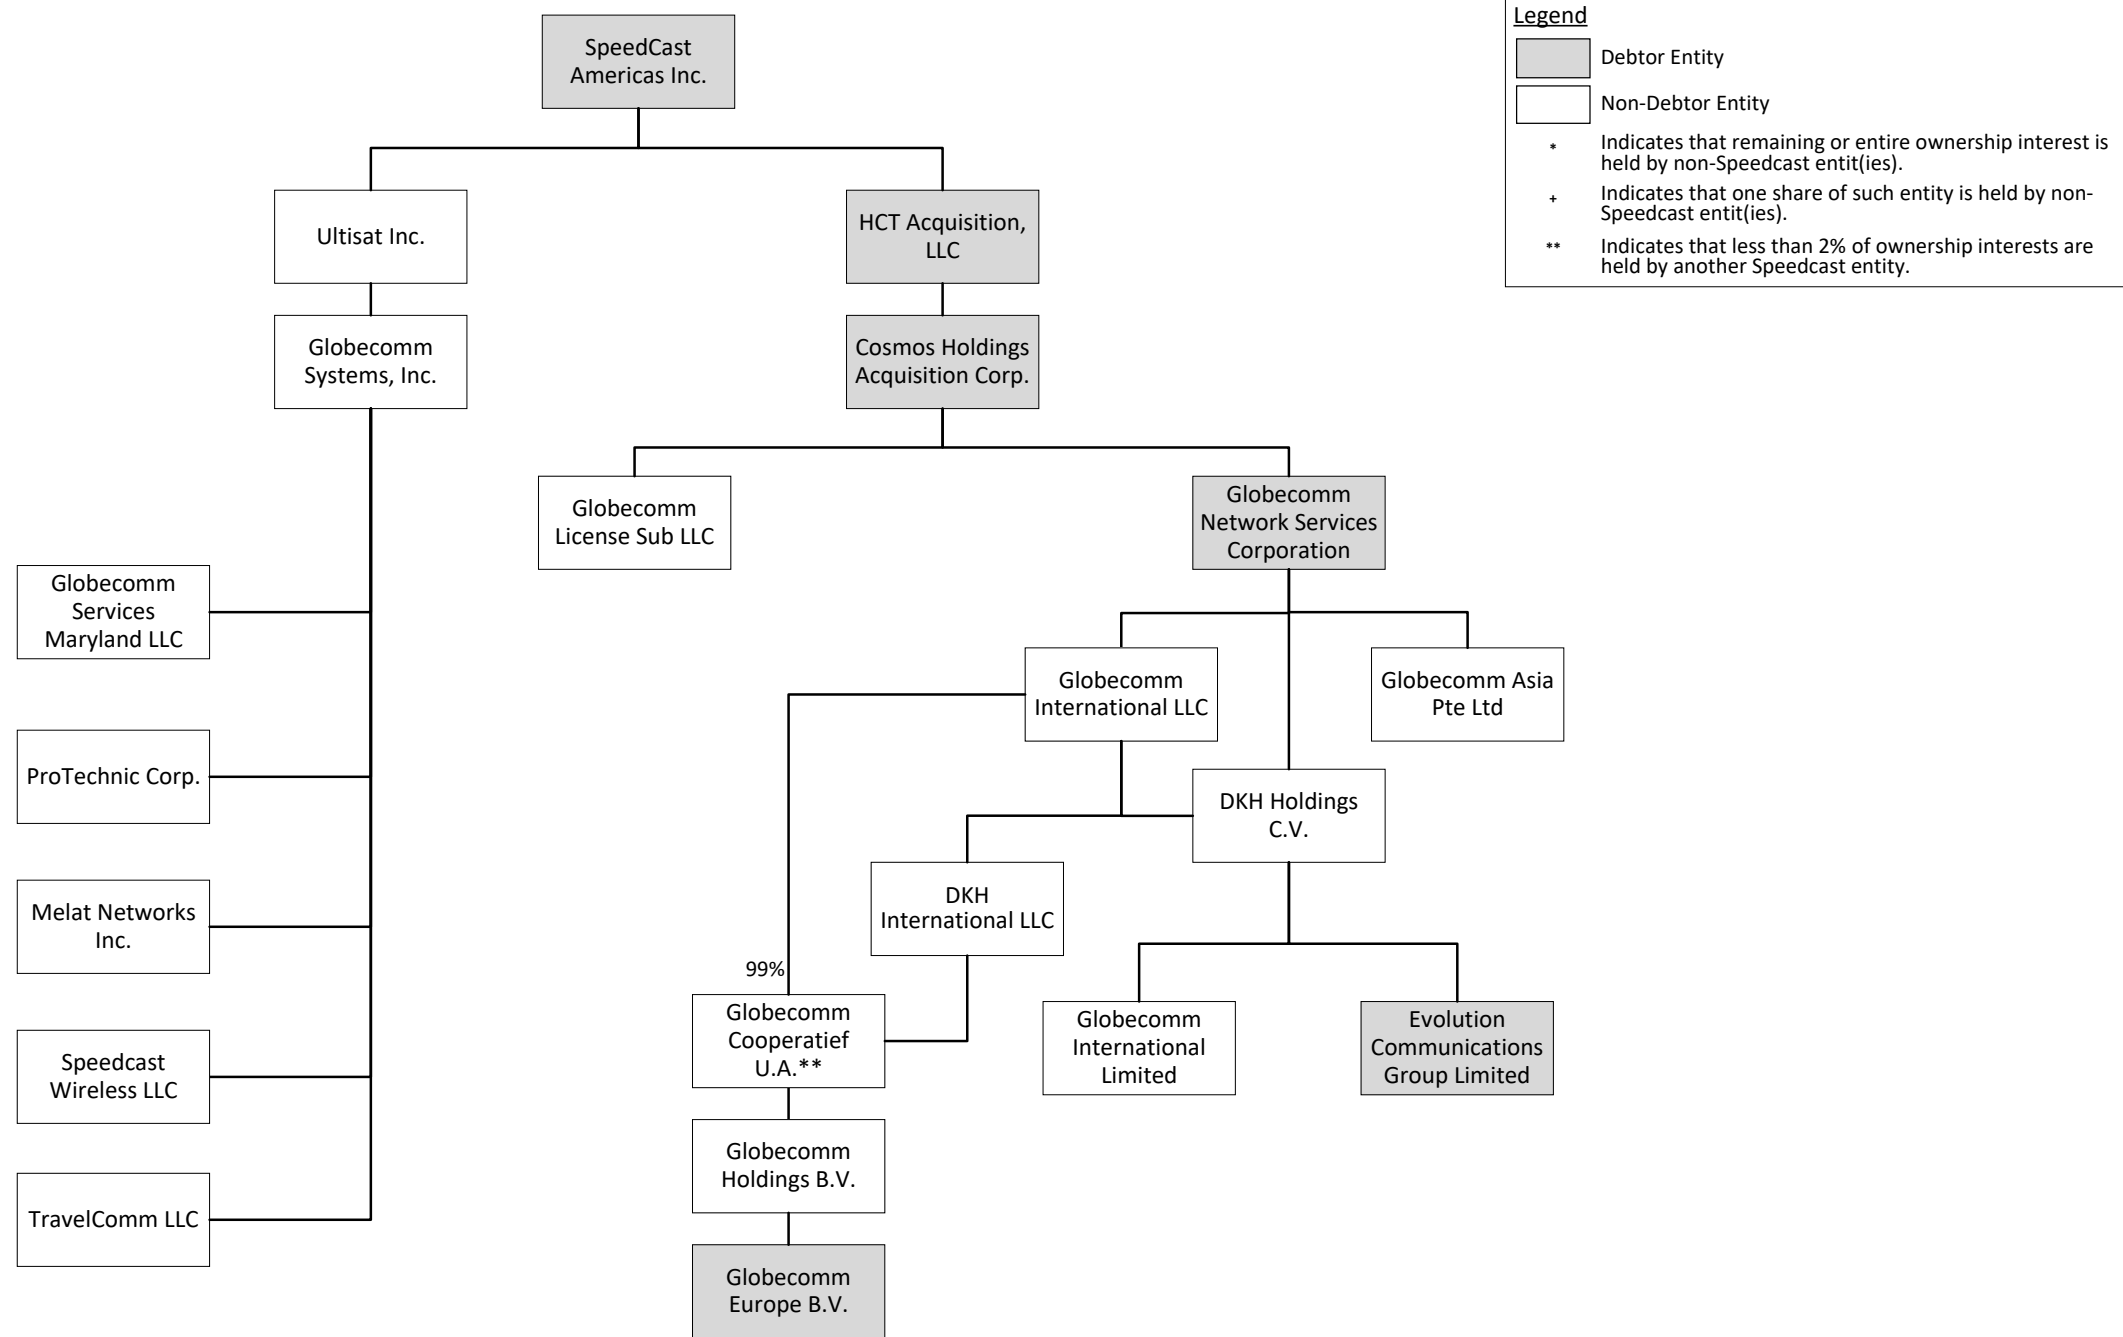 SpeedCast
Americas Inc.
Legend
Debtor Entity
Non-Debtor Entity
* Indicates that remaining or entire ownership interest is
held by non-Speedcast entit(ies).
+ Indicates that one share of such entity is held by non-
Speedcast entit(ies).
** Indicates that less than 2% of ownership interests are
held by another Speedcast entity.
Ultisat Inc.
HCT Acquisition,
LLC
Globecomm
Systems, Inc.
Cosmos Holdings
Acquisition Corp.
Globecomm
License Sub LLC
Globecomm
Network Services
Corporation
Globecomm
Services
Maryland LLC
Globecomm
International LLC
Globecomm Asia
Pte Ltd
ProTechnic Corp.
DKH Holdings
C.V.
Melat Networks
Inc.
DKH
International LLC
99%
Globecomm
Cooperatief
U.A.**
Globecomm
International
Limited
Evolution
Communications
Group Limited
Speedcast
Wireless LLC
Globecomm
Holdings B.V.
TravelComm LLC
Globecomm
Europe B.V.